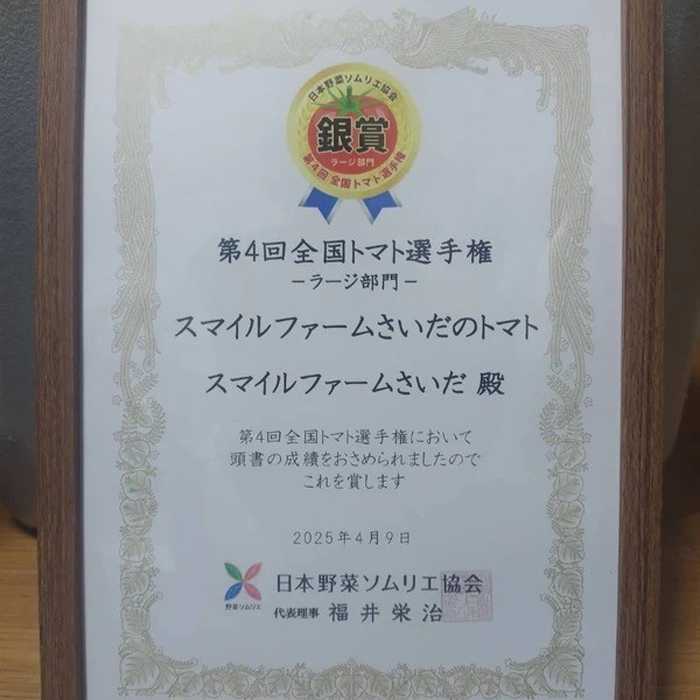 日本野菜ソムリエ協会
銀賞
ラージ部門
第4回 全国トマト選手権
第4回全国トマト選手権
－ラージ部門－
スマイルファームさいだのトマト
スマイルファームさいだ 殿
第4回全国トマト選手権において
頭書の成績をおさめられましたので
これを賞します
2025年4月9日
野菜ソムリエ
日本野菜ソムリエ協会
代表理事 福井栄治